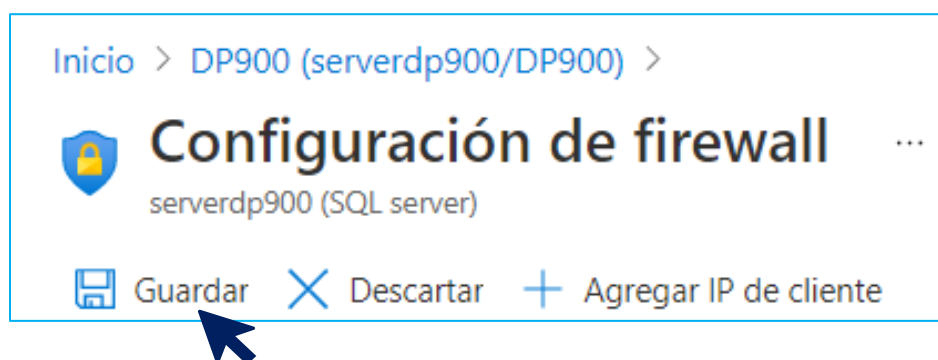 Inicio > DP900 (serverdp900/DP900) >
Configuración de firewall ...
serverdp900 (SQL server)
Guardar Descartar Agregar IP de cliente